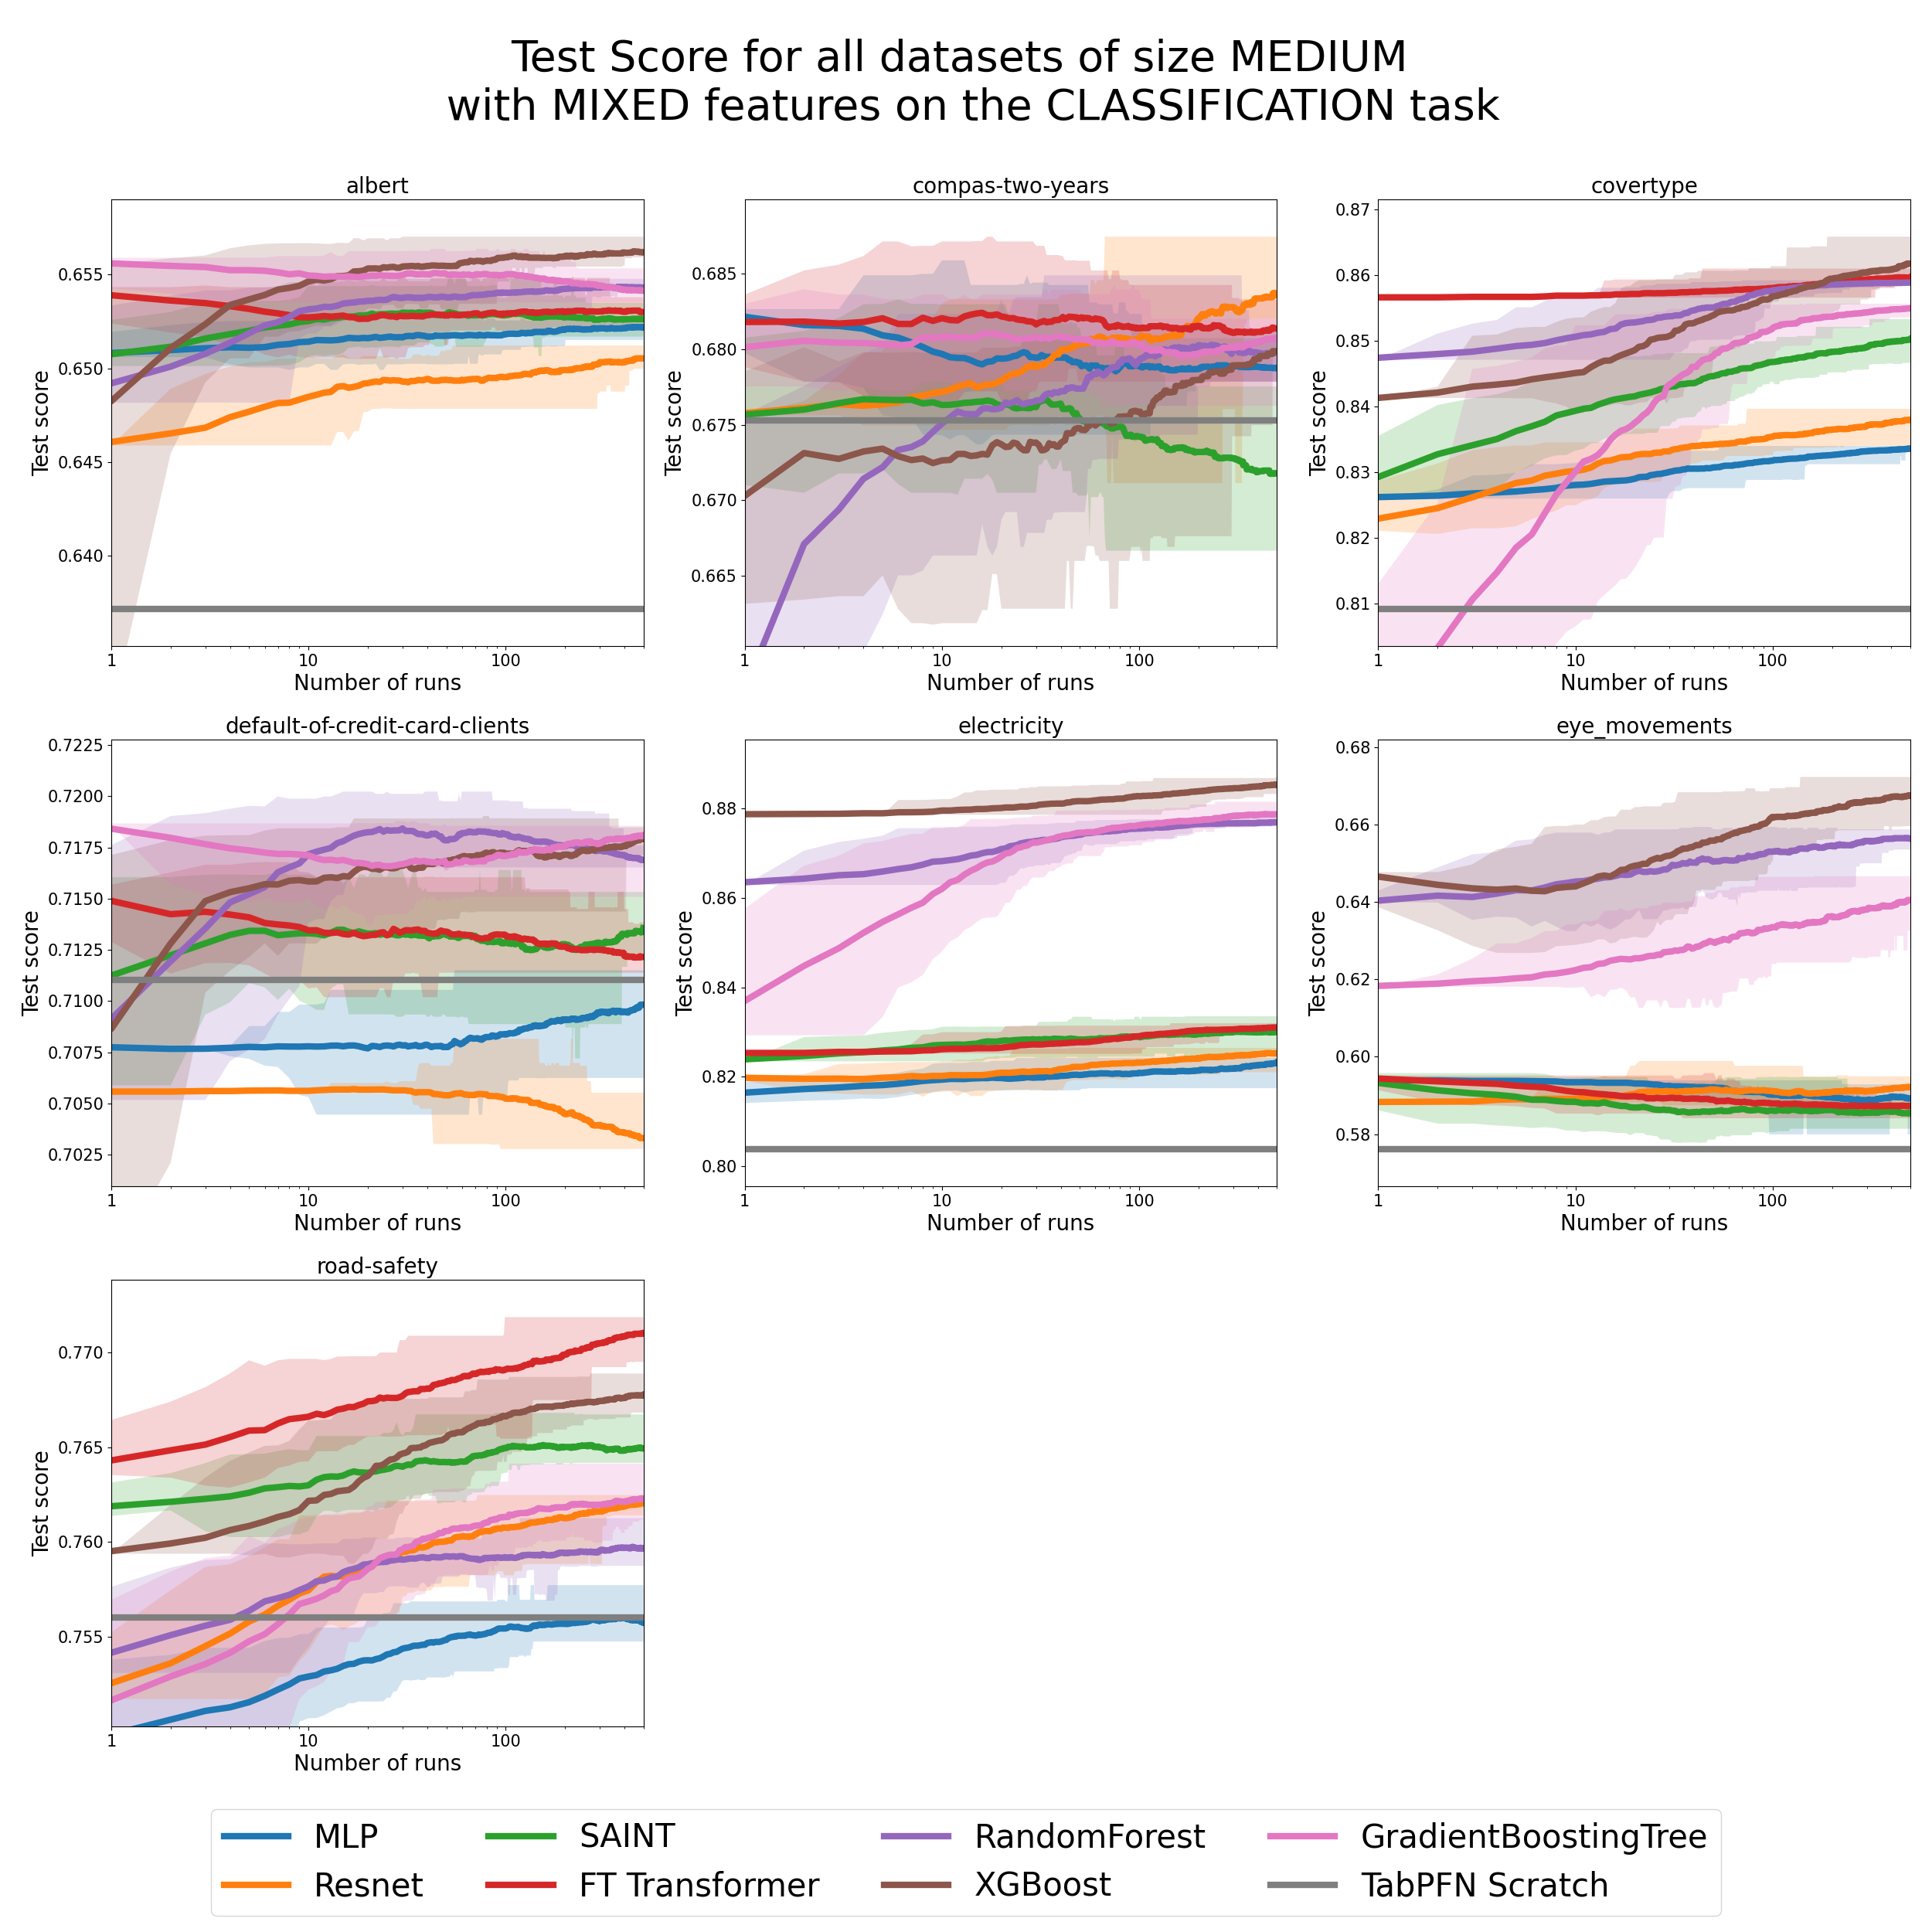 Test Score for all datasets of size MEDIUM
with MIXED features on the CLASSIFICATION task
albert
compas-two-years
covertype
0.655
0.650
0.645
0.640
Test score
1
10
100
Number of runs
0.685
0.680
0.675
0.670
0.665
Test score
1
10
100
Number of runs
0.87
0.86
0.85
0.84
0.83
0.82
0.81
Test score
1
10
100
Number of runs
default-of-credit-card-clients
electricity
eye_movements
0.7225
0.7200
0.7175
0.7150
0.7125
0.7100
0.7075
0.7050
0.7025
Test score
1
10
100
Number of runs
0.88
0.86
0.84
0.82
0.80
Test score
1
10
100
Number of runs
0.68
0.66
0.64
0.62
0.60
0.58
Test score
1
10
100
Number of runs
road-safety
0.770
0.765
0.760
0.755
Test score
1
10
100
Number of runs
MLP
SAINT
RandomForest
GradientBoostingTree
Resnet
FT Transformer
XGBoost
TabPFN Scratch